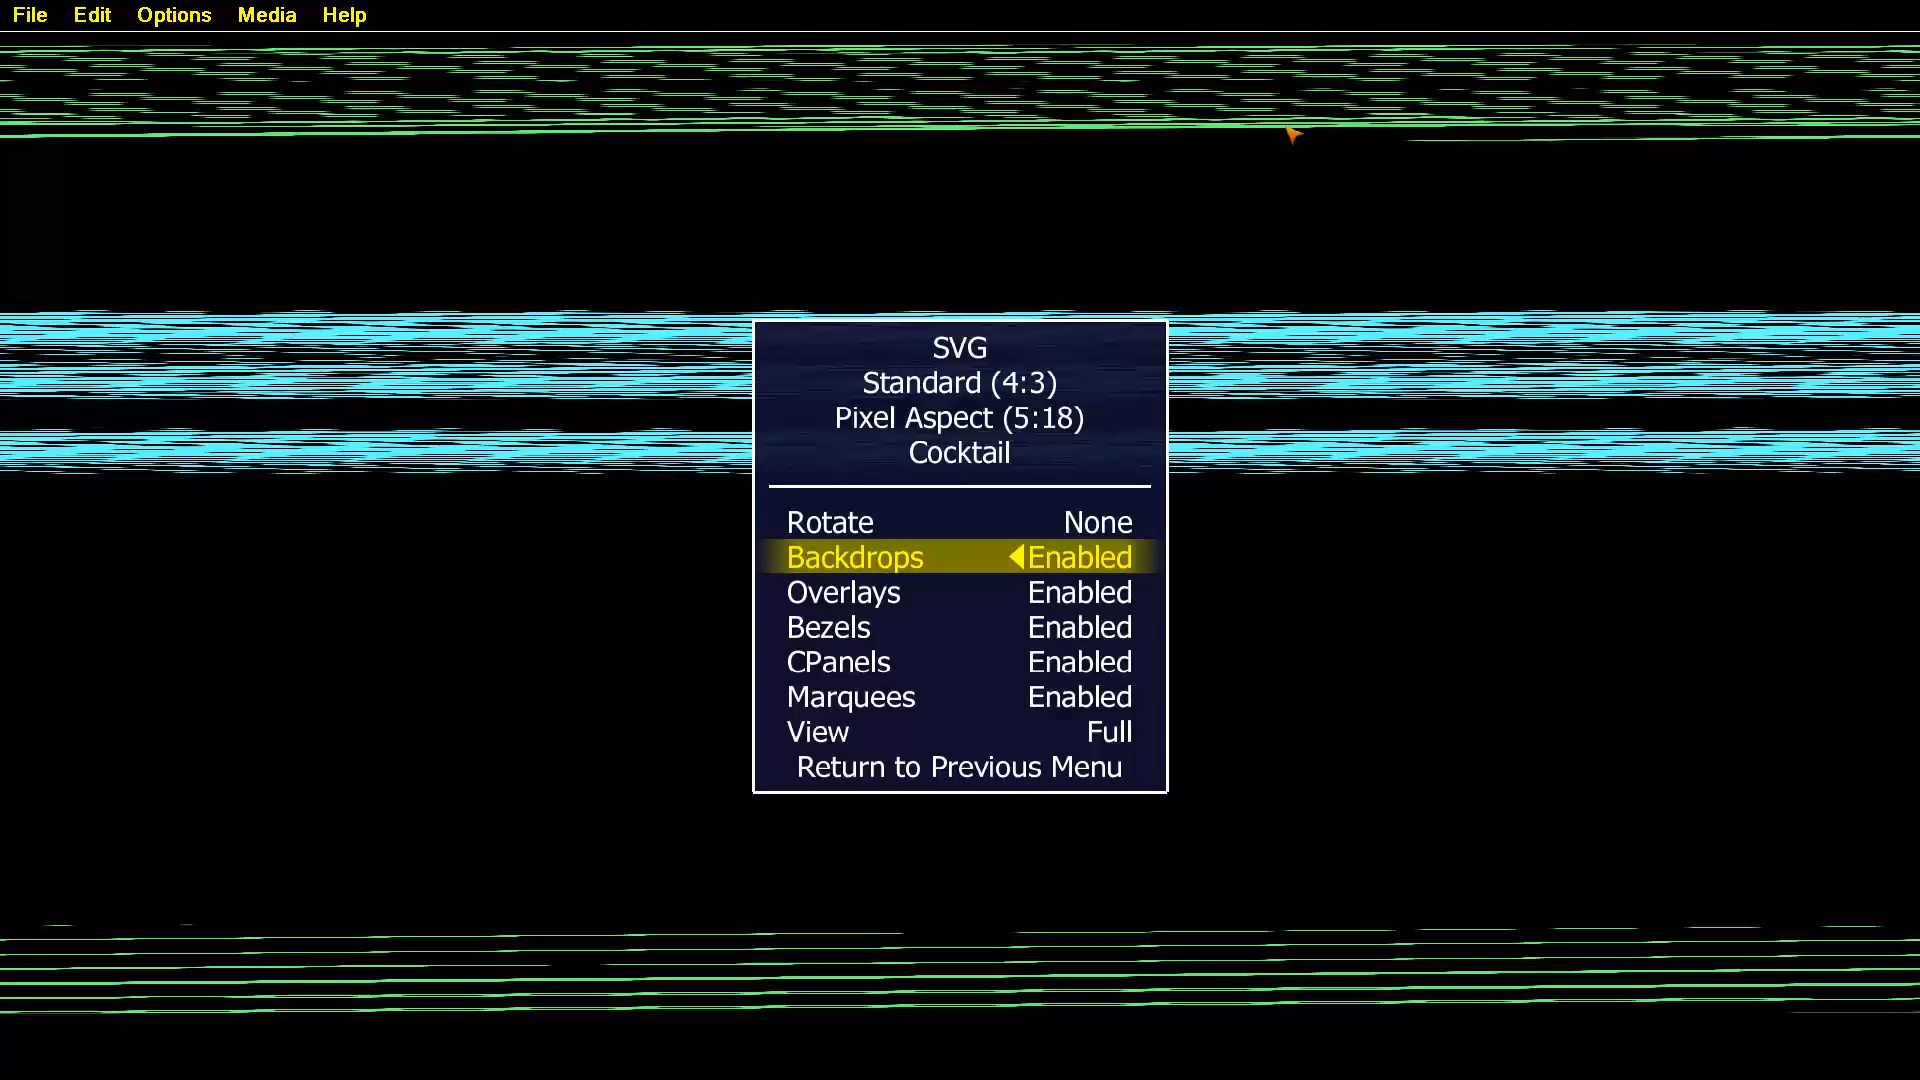 File Edit Options Media Help
SVG
Standard (4:3)
Pixel Aspect (5:18)
Cocktail
Rotate None
Backdrops Enabled
Overlays Enabled
Bezels Enabled
CPanels Enabled
Marquees Enabled
View Full
Return to Previous Menu